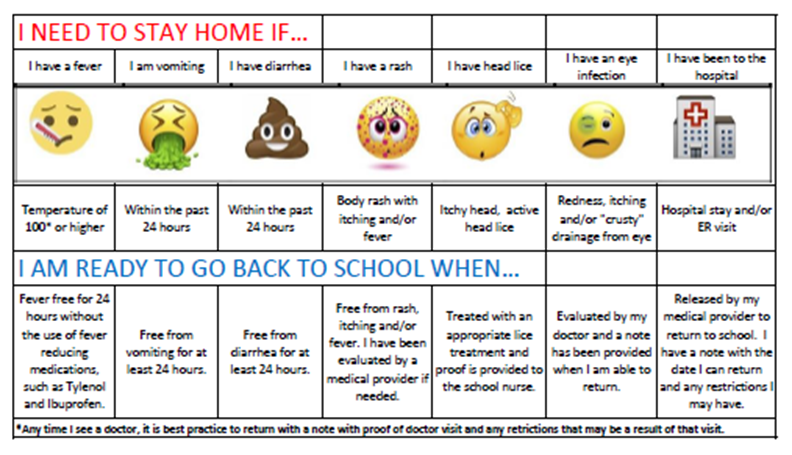 I NEED TO STAY HOME IF...
I have a fever
I am vomiting
I have diarrhea
I have a rash
I have head lice
I have an eye
infection
I have been to the
hospital
Temperature of
100* or higher
Within the past
24 hours
Within the past
24 hours
Body rash with
itching and/or
fever
Itchy head, active
head lice
Redness, itching
and/or "crusty"
drainage from eye
Hospital stay and/or
ER visit
I AM READY TO GO BACK TO SCHOOL WHEN...
Fever free for 24
hours without
the use of fever
reducing
medications,
such as Tylenol
and Ibuprofen.
Free from
vomiting for at
least 24 hours.
Free from
diarrhea for at
least 24 hours.
Free from rash,
itching and/or
fever. I have been
evaluated by a
medical provider if
needed.
Treated with an
appropriate lice
treatment and
proof is provided to
the school nurse.
Evaluated by my
doctor and a note
has been provided
when I am able to
return.
Released by my
medical provider to
return to school. I
have a note with the
date I can return
and any restrictions I
may have.
*Any time I see a doctor, it is best practice to return with a note with proof of doctor visit and any retrictions that may be a result of that visit.